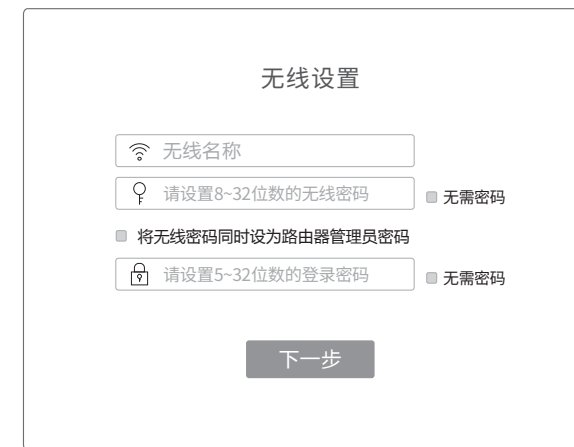 无线设置
无线名称
请设置8~32位数的无线密码 无需密码
将无线密码同时设为路由器管理员密码
请设置5~32位数的登录密码 无需密码
下一步